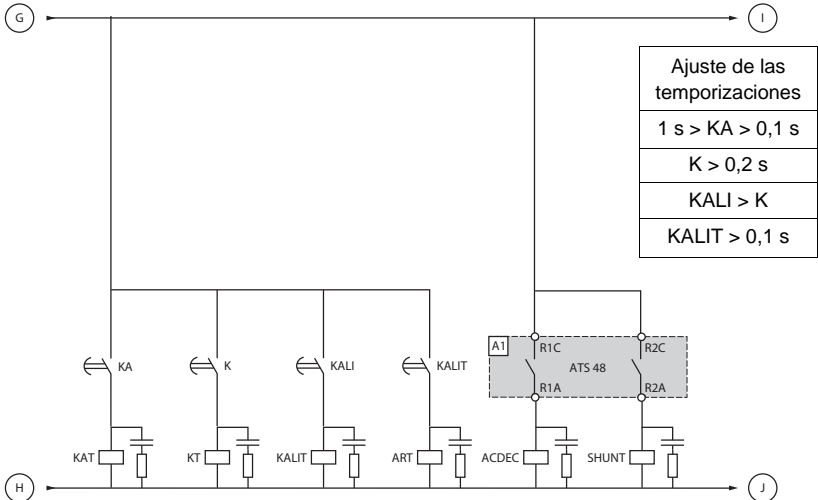 G
I
Ajuste de las
temporizaciones
1 s > KA > 0,1 s
K > 0,2 s
KALI > K
KALIT > 0,1 s
A1
R1C
R2C
KA
K
KALI
KALIT
ATS 48
R1A
R2A
KAT
KT
KALIT
ART
ACDEC
SHUNT
H
J